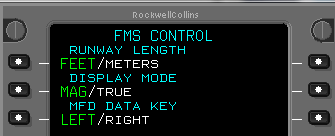 RockwellCollins
FMS CONTROL
RUNWAY LENGTH
FEET/METERS
DISPLAY MODE
MAG/TRUE
MFD DATA KEY
LEFT/RIGHT